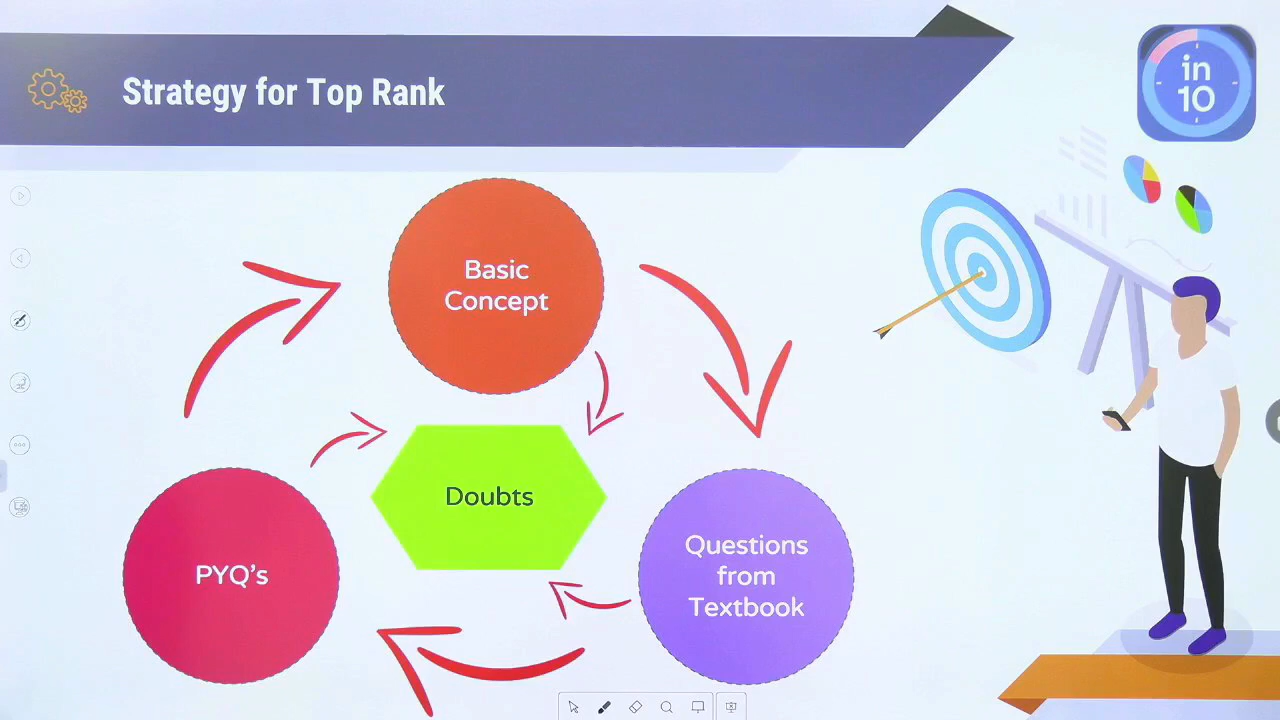 Strategy for Top Rank
in
10
Basic
Concept
Doubts
PYQ's
Questions
from
Textbook